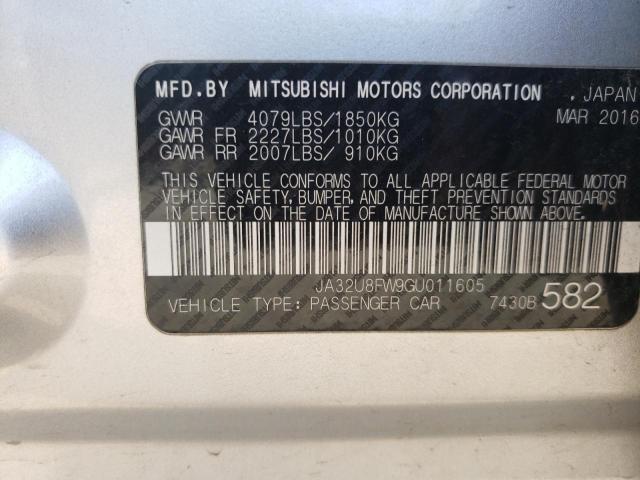 MFD.BY MITSUBISHI MOTORS CORPORATION , JAPAN
GVWR 4079LBS/1850KG MAR 2016
GAWR FR 2227LBS/1010KG
GAWR RR 2007LBS/ 910KG
THIS VEHICLE CONFORMS TO ALL APPLICABLE FEDERAL MOTOR
VEHICLE SAFETY, BUMPER, AND THEFT PREVENTION STANDARDS
IN EFFECT ON THE DATE OF MANUFACTURE SHOWN ABOVE.
JA32U8FW9GU011605
VEHICLE TYPE: PASSENGER CAR 7430B 582